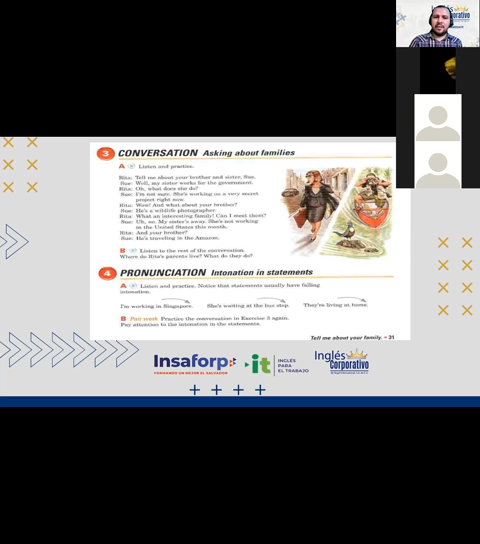 Inglés
Corporativo
3 CONVERSATION Asking about families
A Listen and practice.
Rita: Tell me about your brother and sister, Sue.
Sue: Well, my sister works for the government.
Rita: Oh, what does she do?
Sue: I'm not sure. She's working on a very secret
project right now.
Rita: Wow! And what about your brother?
Sue: He's a wildlife photographer.
Rita: What an interesting family! Can I meet them?
Sue: Uh, no. My sister's away. She's not working
in the United States this month.
Rita: And your brother?
Sue: He's traveling in the Amazon.
B Listen to the rest of the conversation.
Where do Rita's parents live? What do they do?
4 PRONUNCIATION Intonation in statements
A Listen and practice. Notice that statements usually have falling
intonation.
I'm working in Singapore. She's waiting at the bus stop. They're living at home.
B Pair work Practice the conversation in Exercise 3 again.
Pay attention to the intonation in the statements.
Tell me about your family. • 31
Insaforp
FORMANDO UN MEJOR EL SALVADOR
it
INGLÉS
PARA
EL TRABAJO
Inglés
Corporativo